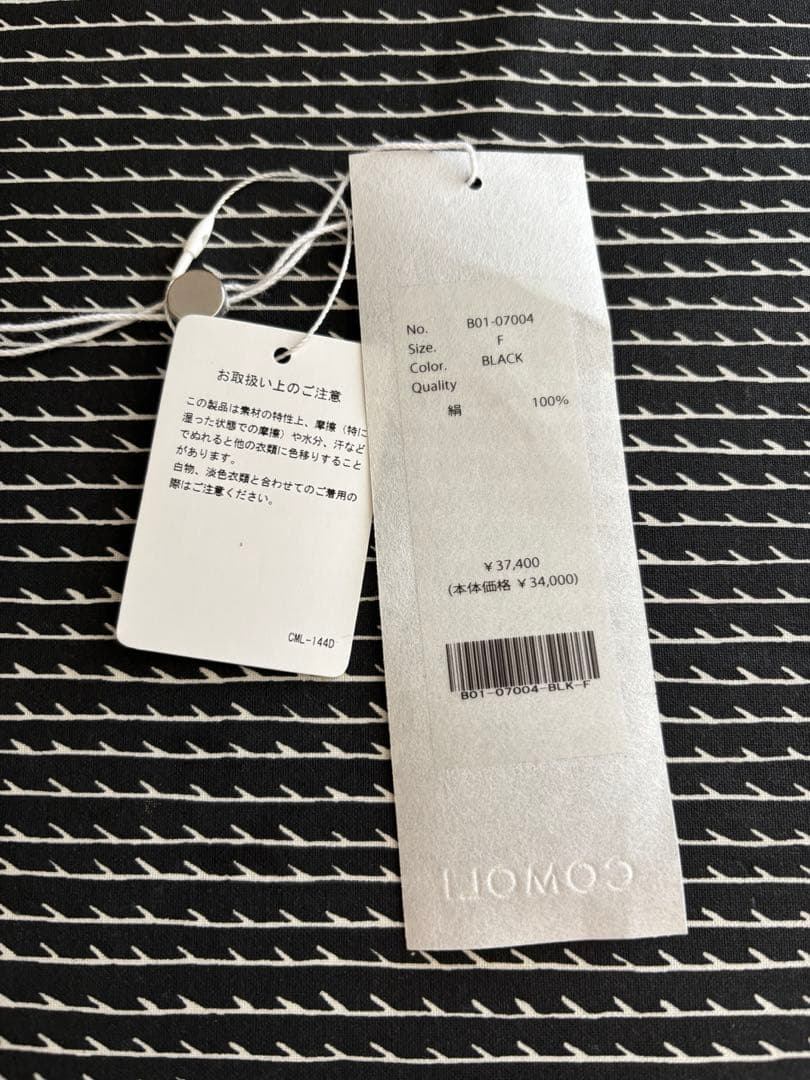 お取扱い上のご注意
この製品は素材の特性上、摩擦（特に
湿った状態での摩擦）や水分、汗など
でぬれると他の衣類に色移りすること
があります。
白物、淡色衣類と合わせてのご着用の
際はご注意ください。
CML-144D
No. B01-07004
Size. F
Color. BLACK
Quality
絹 100%
¥37,400
(本体価格 ¥34,000)
B01-07004-BLK-F
COMOLI